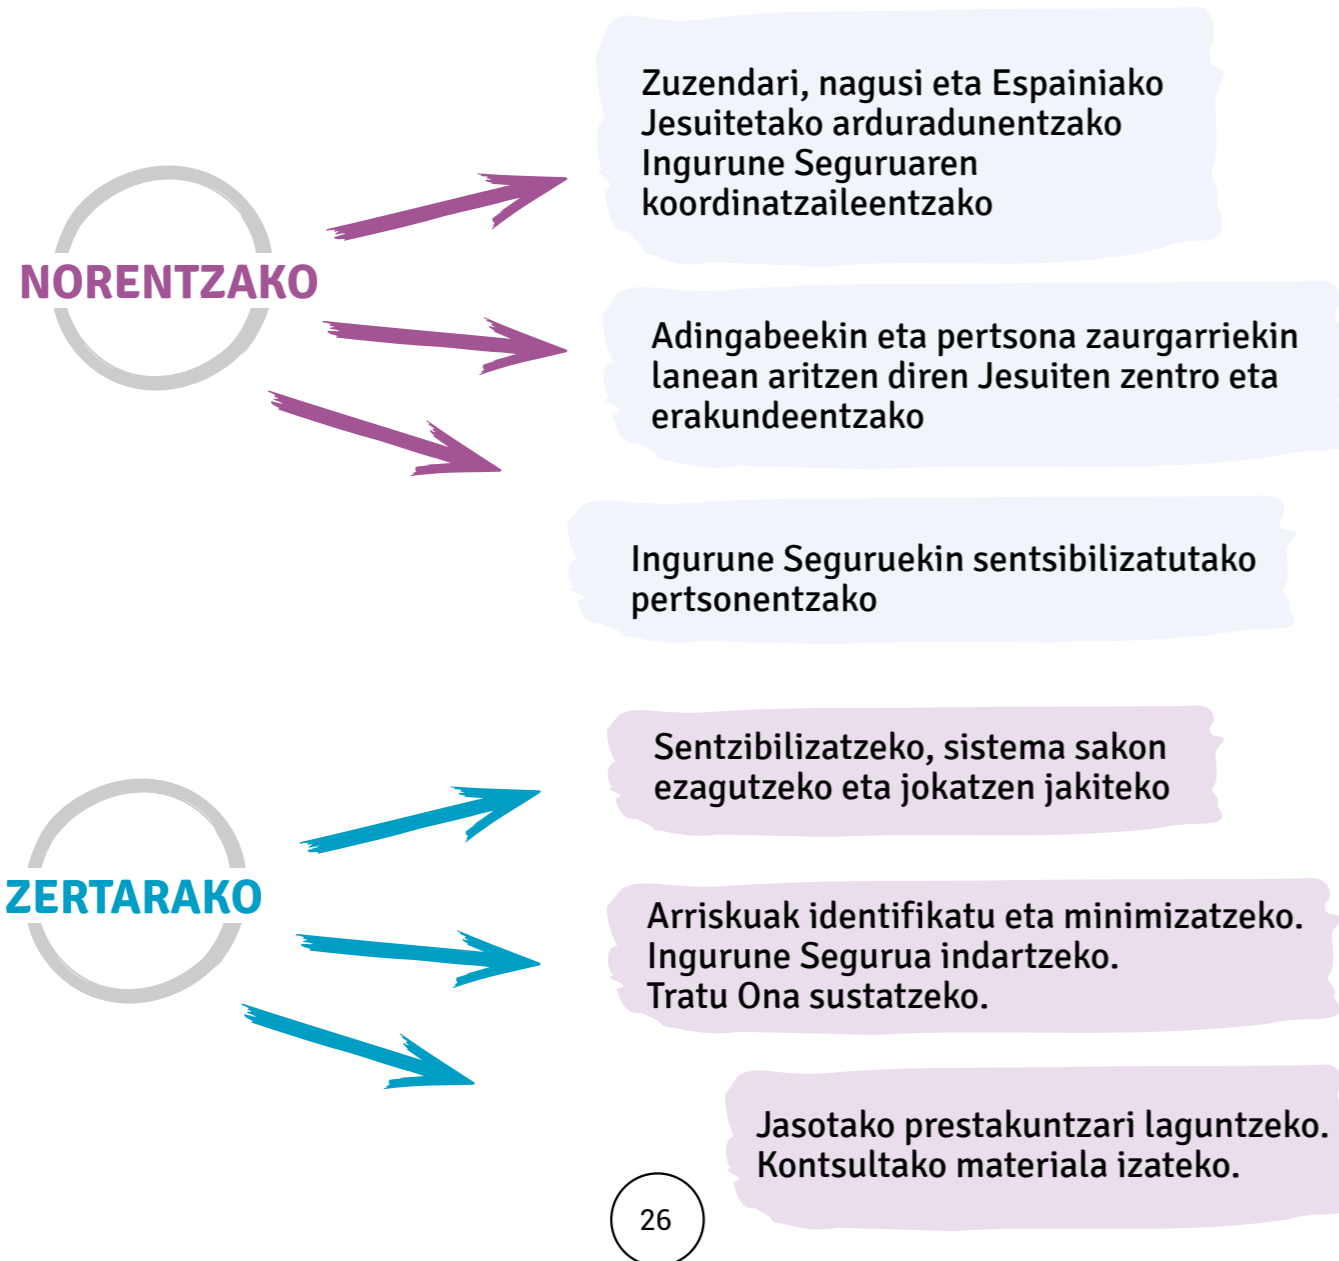 NORENTZAKO
Zuzendari, nagusi eta Espainiako
Jesuitetako arduradunentzako
Ingurune Seguruaren
koordinatzaileentzako
Adingabeekin eta pertsona zaurgarriekin
lanean aritzen diren Jesuiten zentro eta
erakundeentzako
Ingurune Seguruekin sentsibilizatutako
pertsonentzako
ZERTARAKO
Sentzibilizatzeko, sistema sakon
ezagutzeko eta jokatzen jakiteko
Arriskuak identifikatu eta minimizatzeko.
Ingurune Segurua indartzeko.
Tratu Ona sustatzeko.
Jasotako prestakuntzari laguntzeko.
Kontsultako materiala izateko.
26